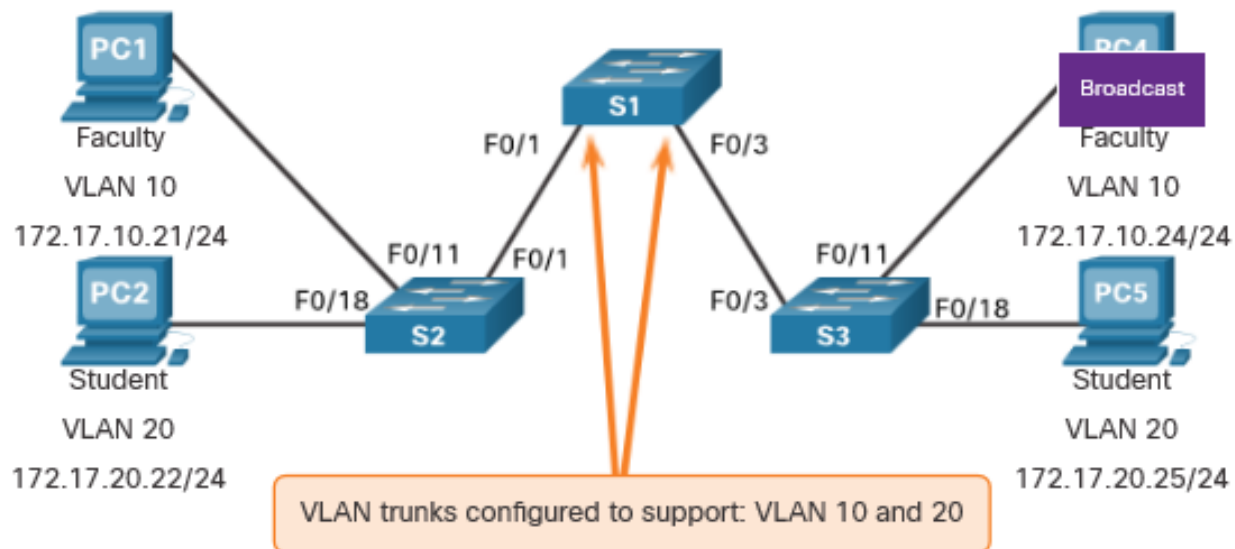 PC1
Faculty
VLAN 10
172.17.10.21/24
PC2
Student
VLAN 20
172.17.20.22/24
F0/11
F0/18
S2
F0/1
F0/1
S1
F0/3
F0/3
S3
F0/11
F0/18
PC4
Broadcast
Faculty
VLAN 10
172.17.10.24/24
PC5
Student
VLAN 20
172.17.20.25/24
VLAN trunks configured to support: VLAN 10 and 20